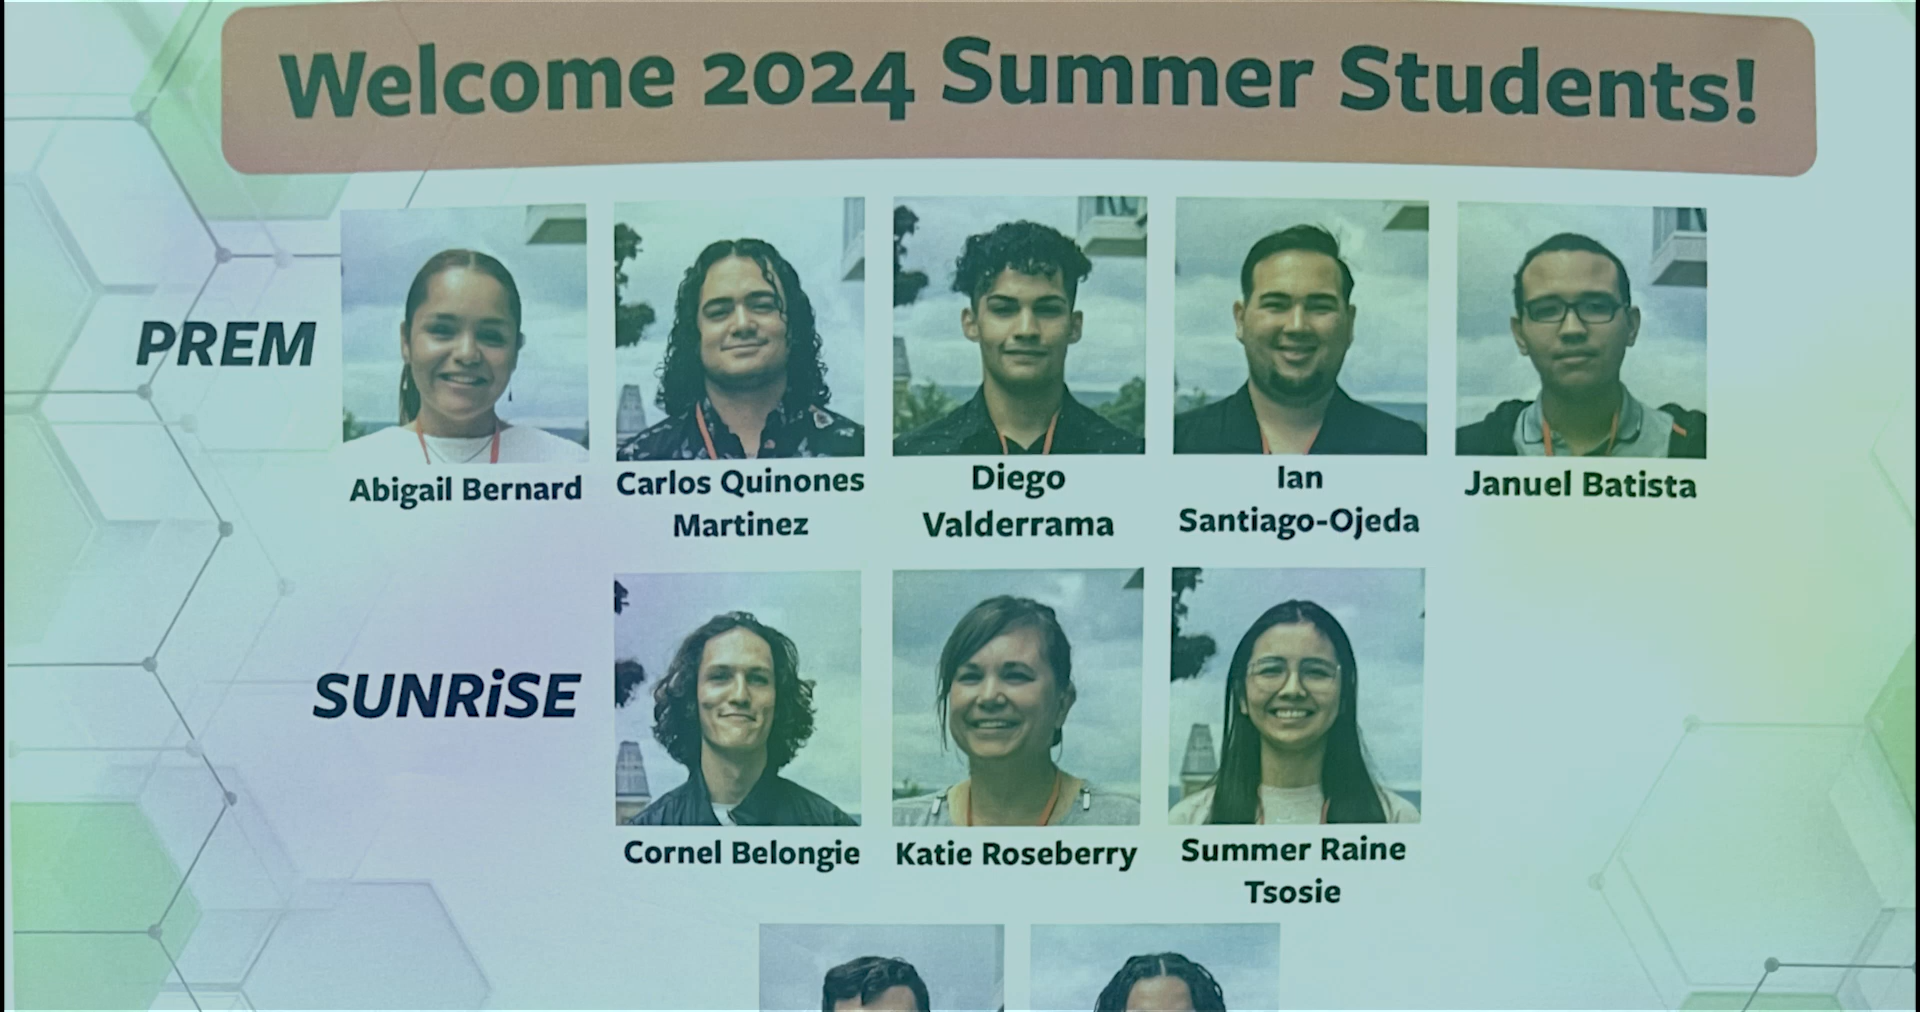 Welcome 2024 Summer Students!
PREM
Abigail Bernard
Carlos Quinones
Martinez
Diego
Valderrama
Ian
Santiago-Ojeda
Januel Batista
SUNRiSE
Cornel Belongie
Katie Roseberry
Summer Raine
Tsosie